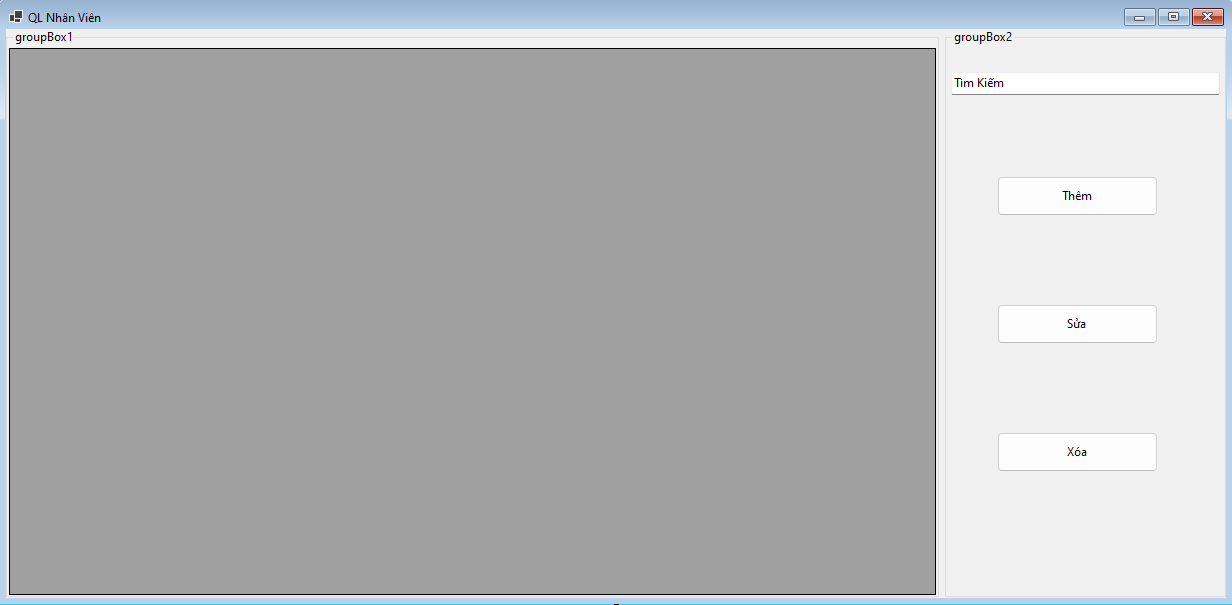 QL Nhân Viên
groupBox1
groupBox2
Tìm Kiếm
Thêm
Sửa
Xóa